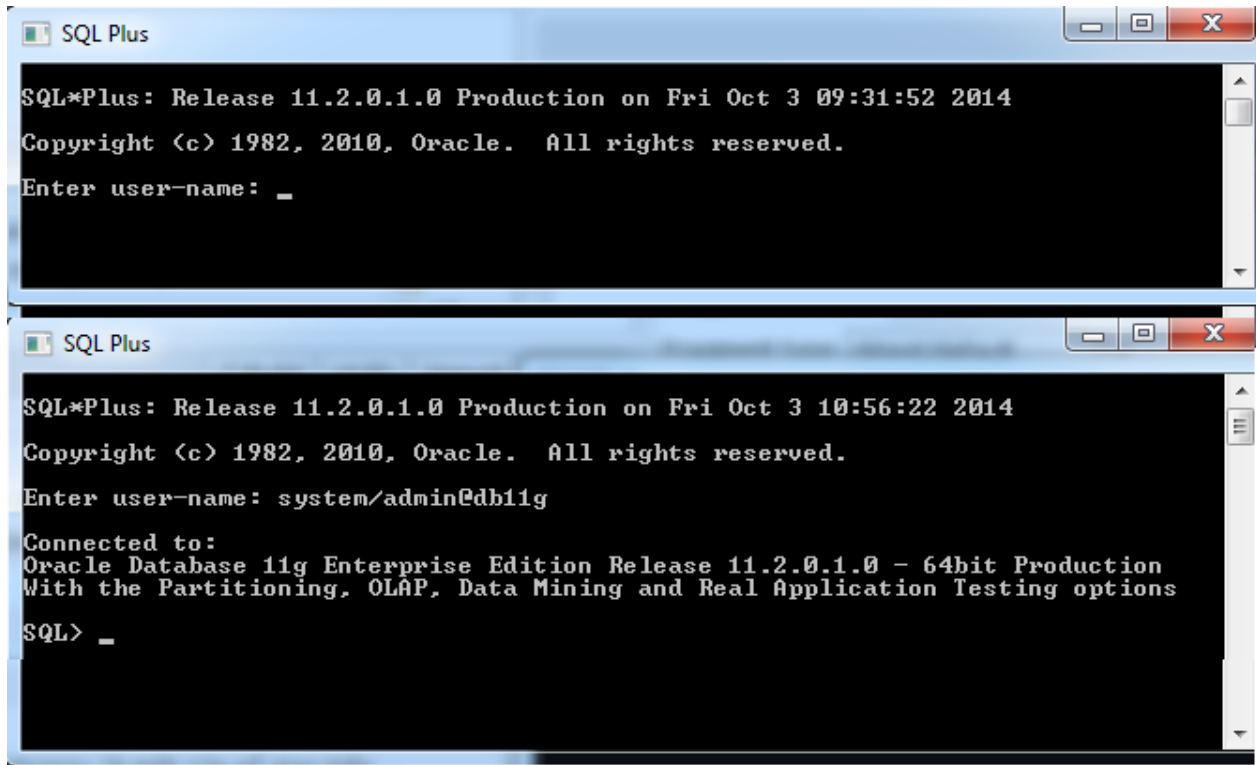 SQL Plus
SQL*Plus: Release 11.2.0.1.0 Production on Fri Oct 3 09:31:52 2014
Copyright (c) 1982, 2010, Oracle.  All rights reserved.
Enter user-name: _
SQL Plus
SQL*Plus: Release 11.2.0.1.0 Production on Fri Oct 3 10:56:22 2014
Copyright (c) 1982, 2010, Oracle.  All rights reserved.
Enter user-name: system/admin@db11g
Connected to:
Oracle Database 11g Enterprise Edition Release 11.2.0.1.0 - 64bit Production
With the Partitioning, OLAP, Data Mining and Real Application Testing options
SQL> _